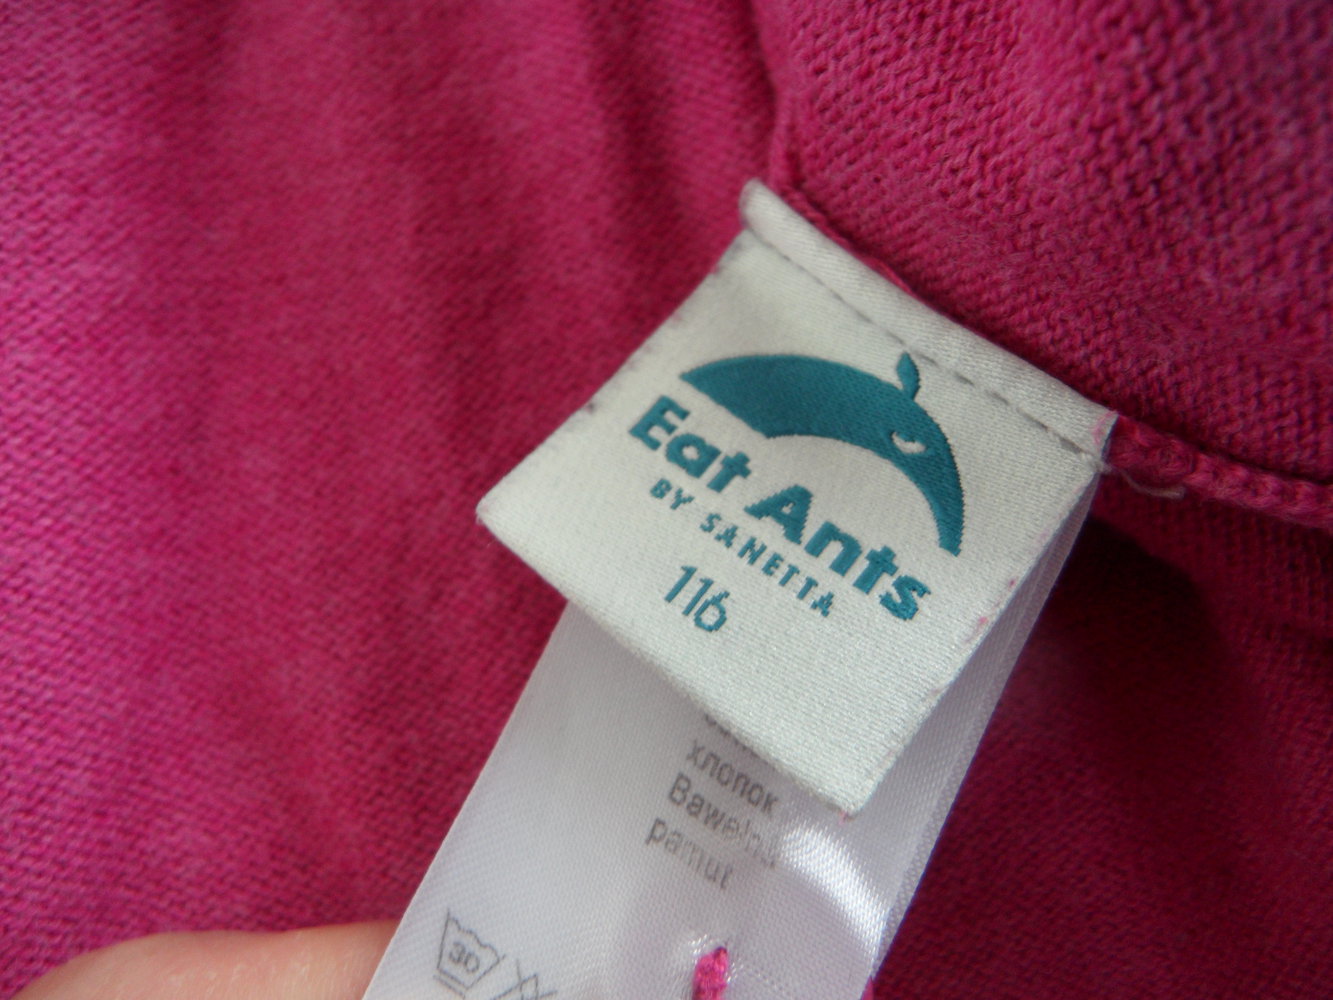 Eat Ants
BY SANETTA
116
хлопок
Bawełna
pamut
30